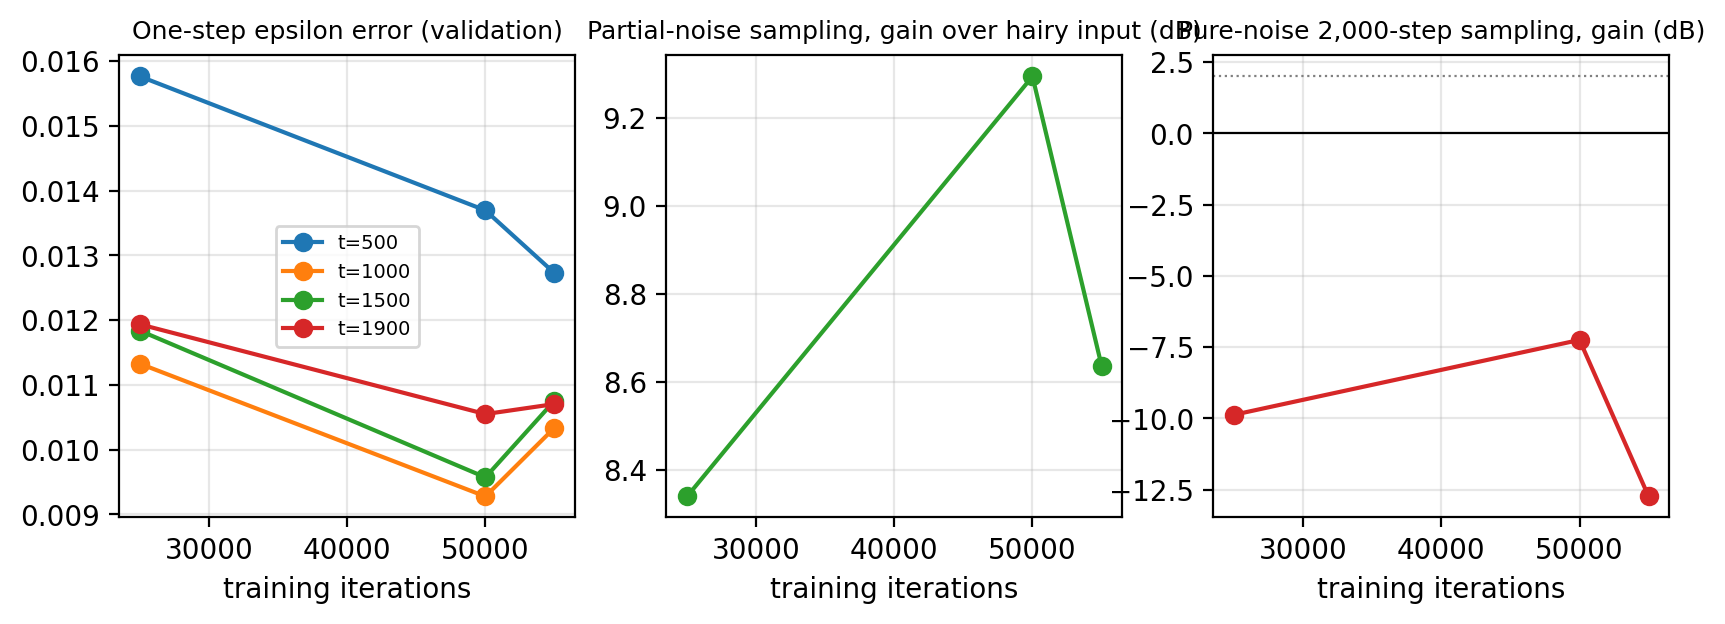 One-step epsilon error (validation)
0.016
0.015
0.014
0.013
0.012
0.011
0.010
0.009
t=500
t=1000
t=1500
t=1900
30000 40000 50000
training iterations
Partial-noise sampling, gain over hairy input (dB)
9.2
9.0
8.8
8.6
8.4
30000 40000 50000
training iterations
Pure-noise 2,000-step sampling, gain (dB)
2.5
0.0
−2.5
−5.0
−7.5
−10.0
−12.5
30000 40000 50000
training iterations